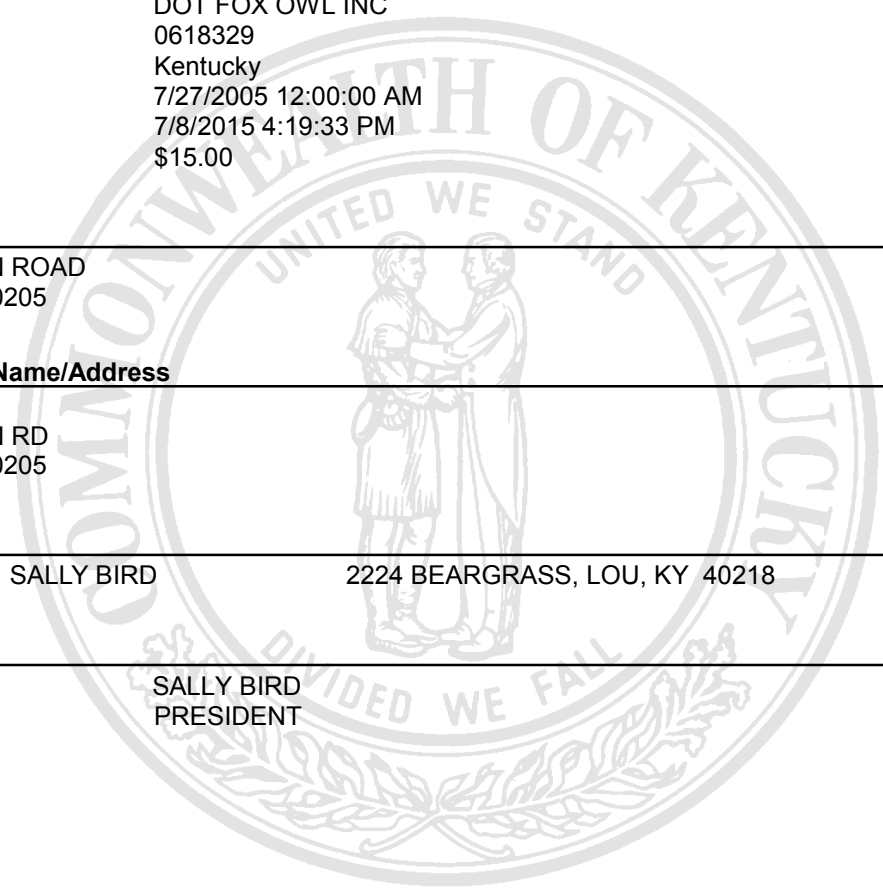 DOT FOX OWL INC
0618329
Kentucky
7/27/2005 12:00:00 AM
7/8/2015 4:19:33 PM
$15.00
ROAD
0205
Name/Address
RD
0205
SALLY BIRD 2224 BEARGRASS, LOU, KY 40218
SALLY BIRD
PRESIDENT
COMMONWEALTH OF KENTUCKY
UNITED WE STAND
DIVIDED WE FALL